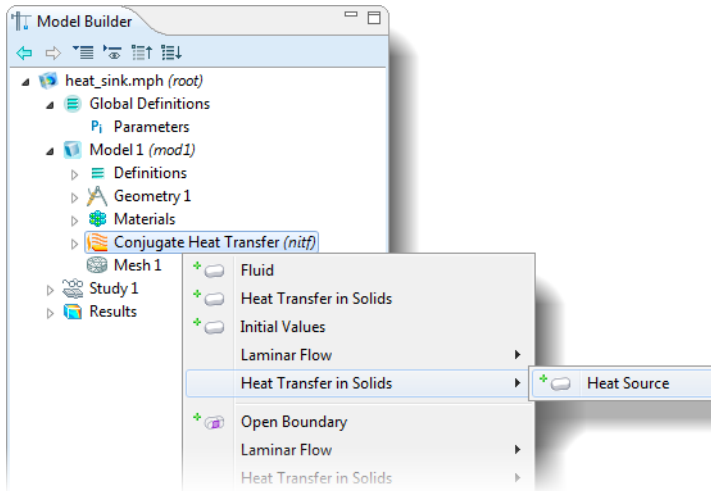 Model Builder
heat_sink.mph (root)
Global Definitions
Pi Parameters
Model 1 (mod1)
Definitions
Geometry 1
Materials
Conjugate Heat Transfer (nitf)
Mesh 1
Study 1
Results
Fluid
Heat Transfer in Solids
Initial Values
Laminar Flow
Heat Transfer in Solids
Heat Source
Open Boundary
Laminar Flow
Heat Transfer in Solids